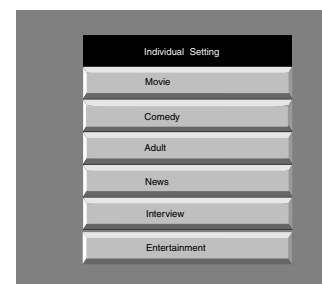 Individual Setting
Movie
Comedy
Adult
News
Interview
Entertainment